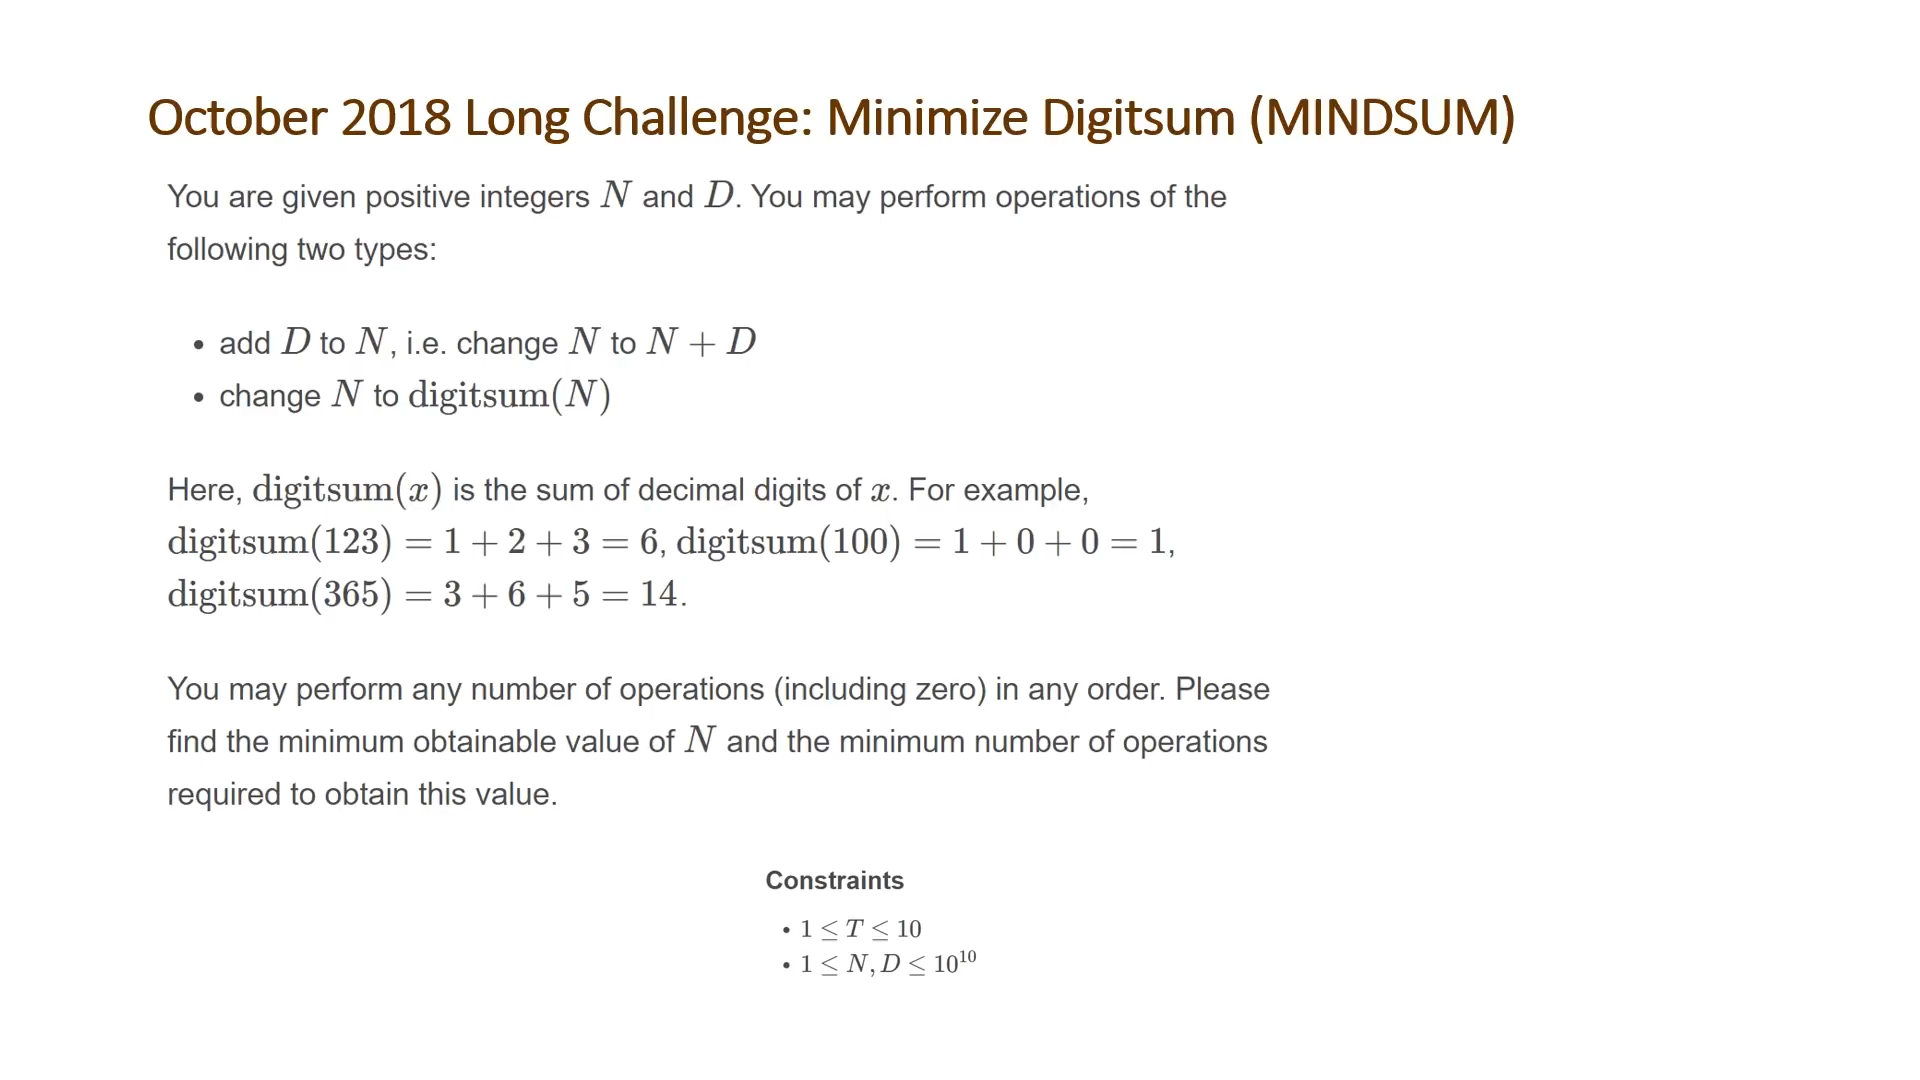 October 2018 Long Challenge: Minimize Digitsum (MINDSUM)
You are given positive integers N and D. You may perform operations of the
following two types:
• add D to N, i.e. change N to N + D
• change N to digitsum(N)
Here, digitsum(x) is the sum of decimal digits of x. For example,
digitsum(123) = 1 + 2 + 3 = 6, digitsum(100) = 1 + 0 + 0 = 1,
digitsum(365) = 3 + 6 + 5 = 14.
You may perform any number of operations (including zero) in any order. Please
find the minimum obtainable value of N and the minimum number of operations
required to obtain this value.
Constraints
• 1 ≤ T ≤ 10
• 1 ≤ N, D ≤ 10¹⁰